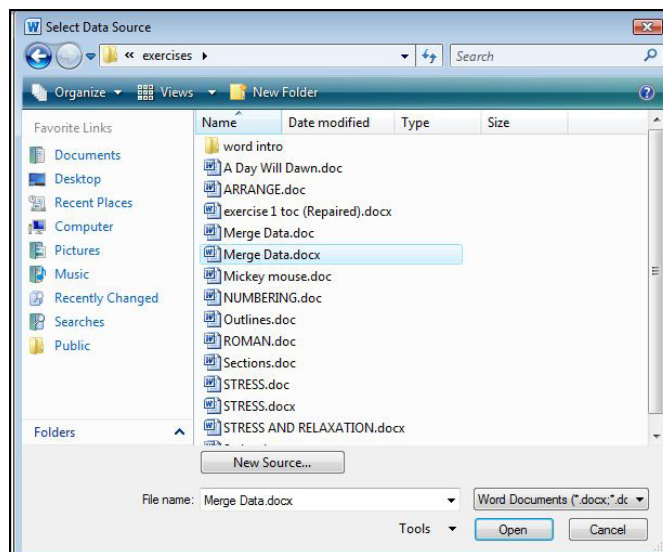 Select Data Source
« exercises
Search
Organize Views New Folder
Favorite Links
Documents
Desktop
Recent Places
Computer
Pictures
Music
Recently Changed
Searches
Public
Folders
Name Date modified Type Size
word intro
A Day Will Dawn.doc
ARRANGE.doc
exercise 1 toc (Repaired).docx
Merge Data.doc
Merge Data.docx
Mickey mouse.doc
NUMBERING.doc
Outlines.doc
ROMAN.doc
Sections.doc
STRESS.doc
STRESS.docx
STRESS AND RELAXATION.docx
New Source...
File name: Merge Data.docx
Word Documents (*.docx;*.dc
Tools Open Cancel